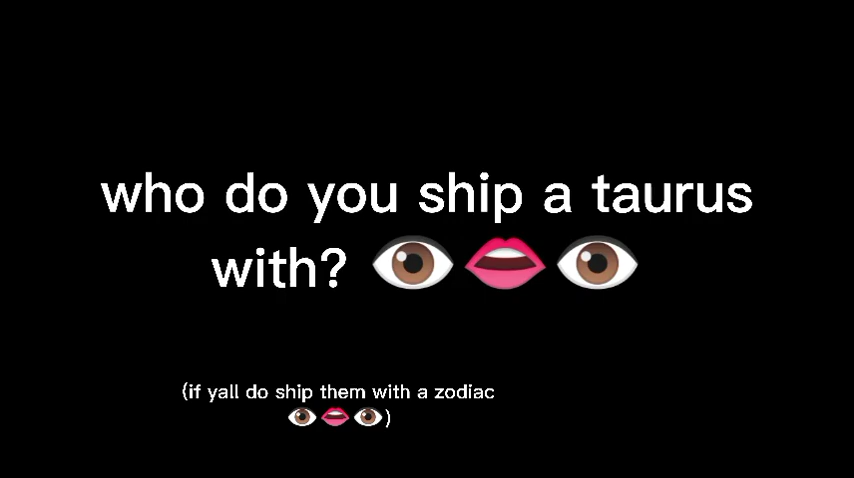 who do you ship a taurus
with? 👁️👄👁️
(if yall do ship them with a zodiac
👁️👄👁️)